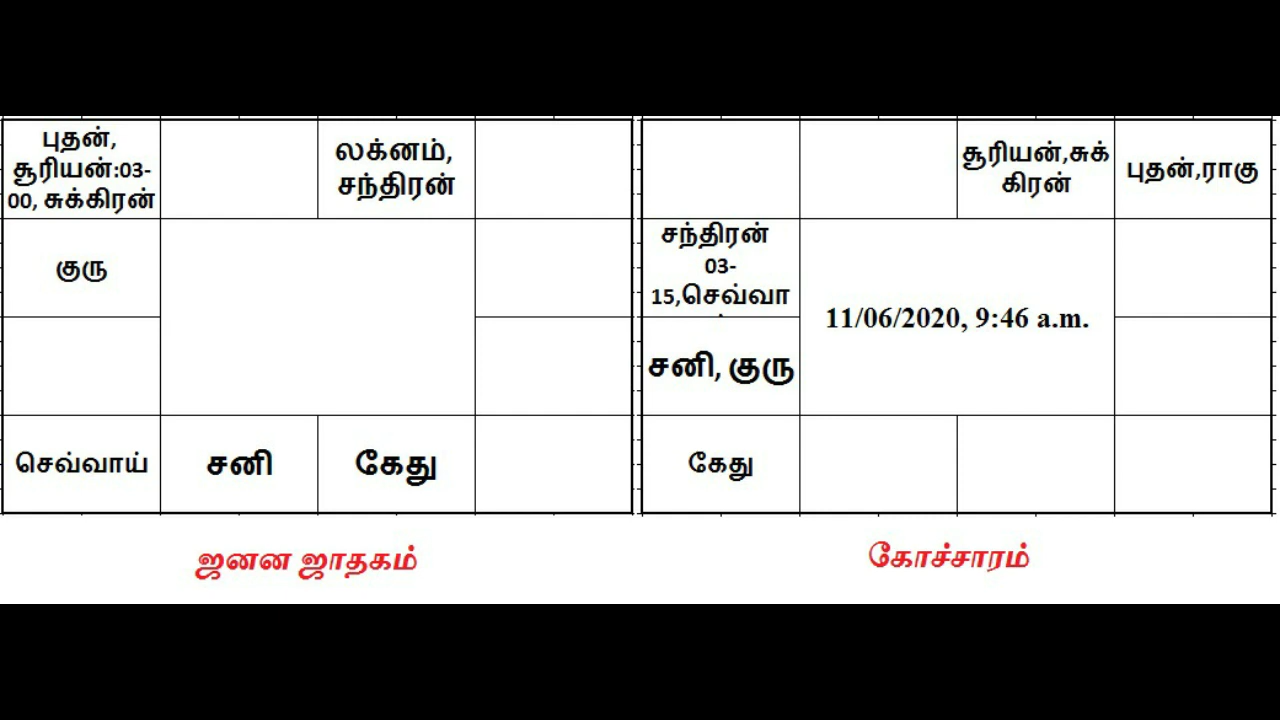 புதன்,
சூரியன்:03-
00, சுக்கிரன்
லக்னம்,
சந்திரன்
குரு
செவ்வாய்
சனி
கேது
ஜனன ஜாதகம்
சூரியன்,சுக்
கிரன்
புதன்,ராகு
சந்திரன்
03-
15,செவ்வா
11/06/2020, 9:46 a.m.
சனி, குரு
கேது
கோச்சாரம்